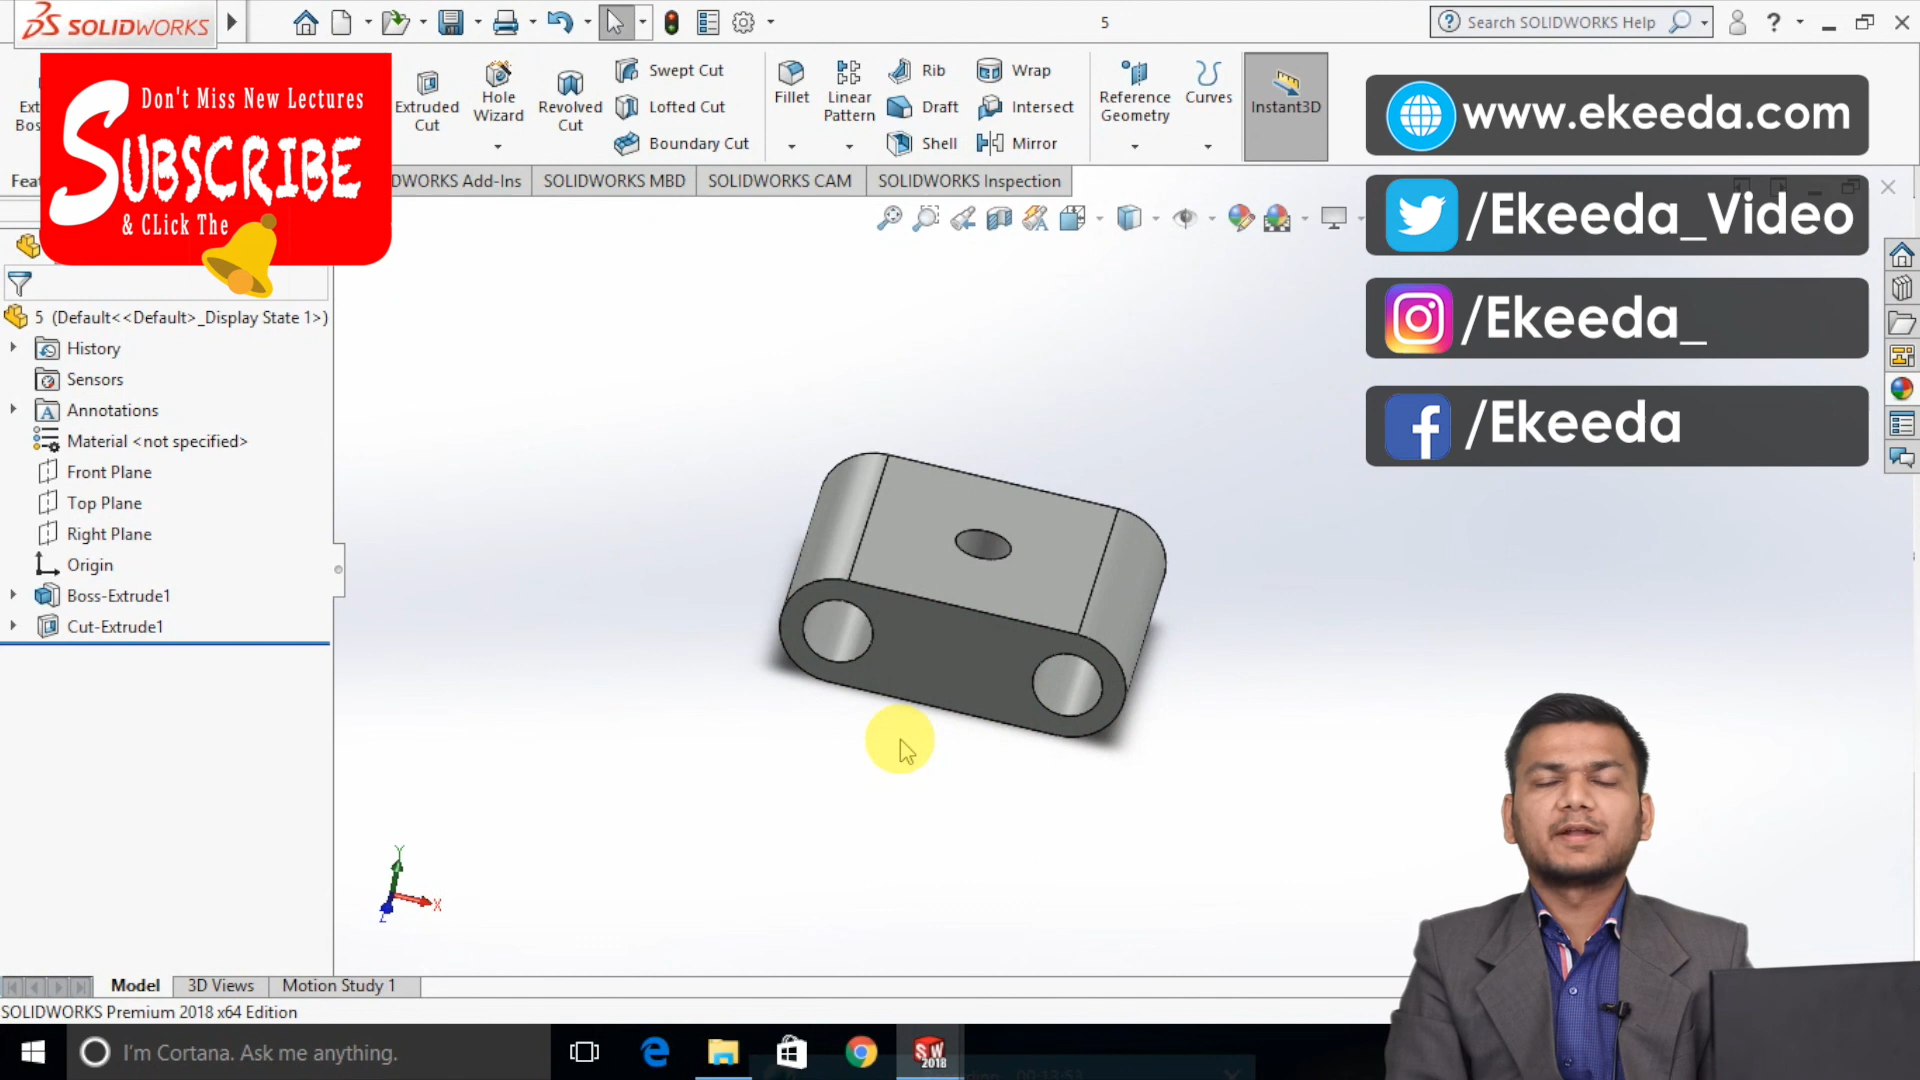 SOLIDWORKS
5
Search SOLIDWORKS Help
?
Don't Miss New Lectures
SUBSCRIBE
& CLick The
Extruded
Cut
Hole
Wizard
Revolved
Cut
Swept Cut
Lofted Cut
Boundary Cut
Fillet
Linear
Pattern
Rib
Draft
Shell
Wrap
Intersect
Mirror
Reference
Geometry
Curves
Instant3D
SOLIDWORKS MBD
SOLIDWORKS CAM
SOLIDWORKS Inspection
www.ekeeda.com
/Ekeeda_Video
/Ekeeda_
/Ekeeda
5 (Default<<Default>_Display State 1>)
History
Sensors
Annotations
Material <not specified>
Front Plane
Top Plane
Right Plane
Origin
Boss-Extrude1
Cut-Extrude1
Y
X
Z
Model
3D Views
Motion Study 1
SOLIDWORKS Premium 2018 x64 Edition
I'm Cortana. Ask me anything.
SW
2018